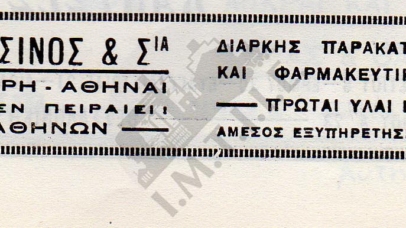 ΣΙΝΟΣ & ΣΙΑ
ΡΗ - ΑΘΗΝΑΙ
ΕΝ ΠΕΙΡΑΙΕΙ:
ΑΘΗΝΩΝ —
ΔΙΑΡΚΗΣ ΠΑΡΑΚΑΤ
ΚΑΙ ΦΑΡΜΑΚΕΥΤΙ
— ΠΡΩΤΑΙ ΥΛΑΙ
ΑΜΕΣΟΣ ΕΞΥΠΗΡΕΤΗΣ
I.M.T.I.E